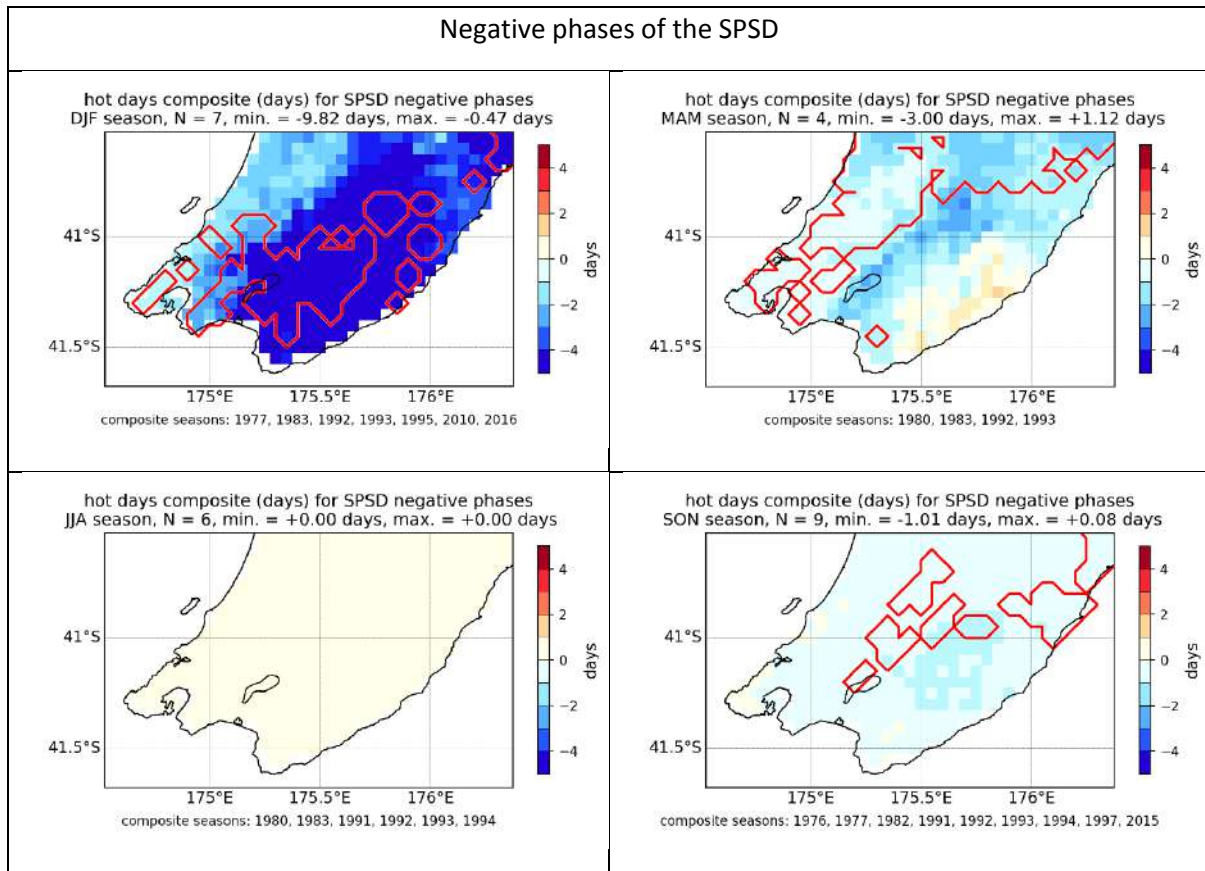 Negative phases of the SPSD
hot days composite (days) for SPSD negative phases
DJF season, N = 7, min. = -9.82 days, max. = -0.47 days
41°S
41.5°S
175°E
175.5°E
176°E
4
2
0
−2
−4
days
composite seasons: 1977, 1983, 1992, 1993, 1995, 2010, 2016
hot days composite (days) for SPSD negative phases
MAM season, N = 4, min. = -3.00 days, max. = +1.12 days
41°S
41.5°S
175°E
175.5°E
176°E
4
2
0
−2
−4
days
composite seasons: 1980, 1983, 1992, 1993
hot days composite (days) for SPSD negative phases
JJA season, N = 6, min. = +0.00 days, max. = +0.00 days
41°S
41.5°S
175°E
175.5°E
176°E
4
2
0
−2
−4
days
composite seasons: 1980, 1983, 1991, 1992, 1993, 1994
hot days composite (days) for SPSD negative phases
SON season, N = 9, min. = -1.01 days, max. = +0.08 days
41°S
41.5°S
175°E
175.5°E
176°E
4
2
0
−2
−4
days
composite seasons: 1976, 1977, 1982, 1991, 1992, 1993, 1994, 1997, 2015